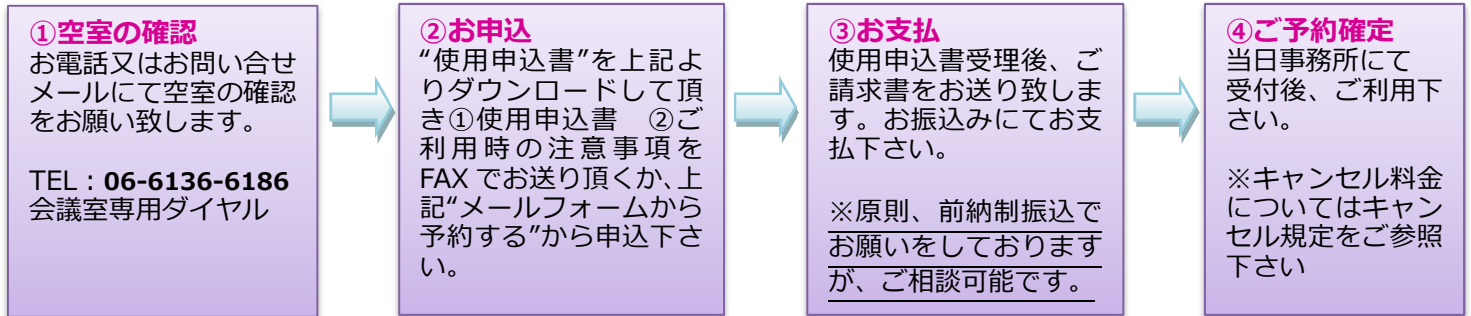 ①空室の確認
お電話又はお問い合せ
メールにて空室の確認
をお願い致します。
TEL：06-6136-6186
会議室専用ダイヤル
②お申込
“使用申込書”を上記よ
りダウンロードして頂
き①使用申込書　②ご
利用時の注意事項を
FAX でお送り頂くか、上
記“メールフォームから
予約する”から申込下さ
い。
③お支払
使用申込書受理後、ご
請求書をお送り致しま
す。お振込みにてお支
払下さい。
※原則、前納制振込で
お願いをしております
が、ご相談可能です。
④ご予約確定
当日事務所にて
受付後、ご利用下
さい。
※キャンセル料金
についてはキャン
セル規定をご参照
下さい